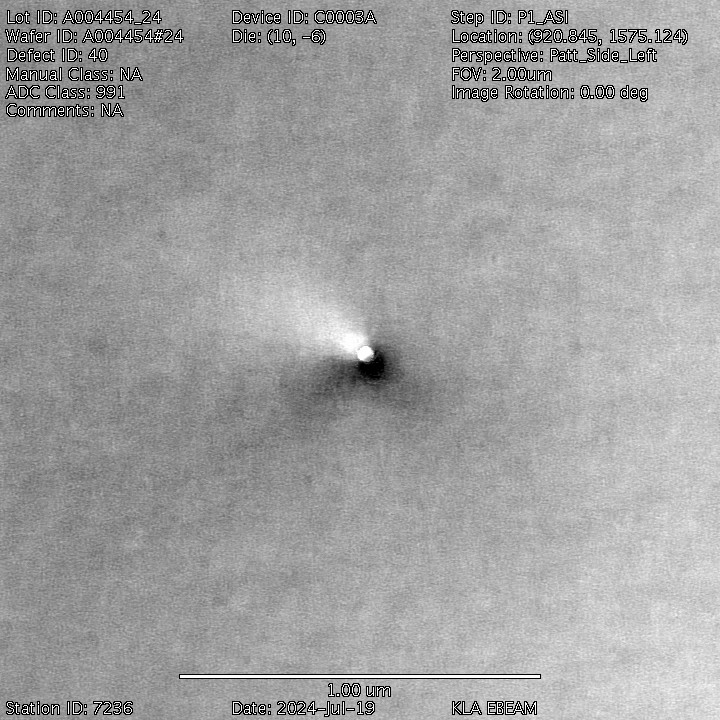 Lot ID: A004454_24 Device ID: C0003A Step ID: P1_ASI
Wafer ID: A004454#24 Die: (10, -6) Location: (920.845, 1575.124)
Defect ID: 40 Perspective: Patt_Side_Left
Manual Class: NA FOV: 2.00um
ADC Class: 991 Image Rotation: 0.00 deg
Comments: NA
1.00 um
Station ID: 7236 Date: 2024-Jul-19 KLA EBEAM